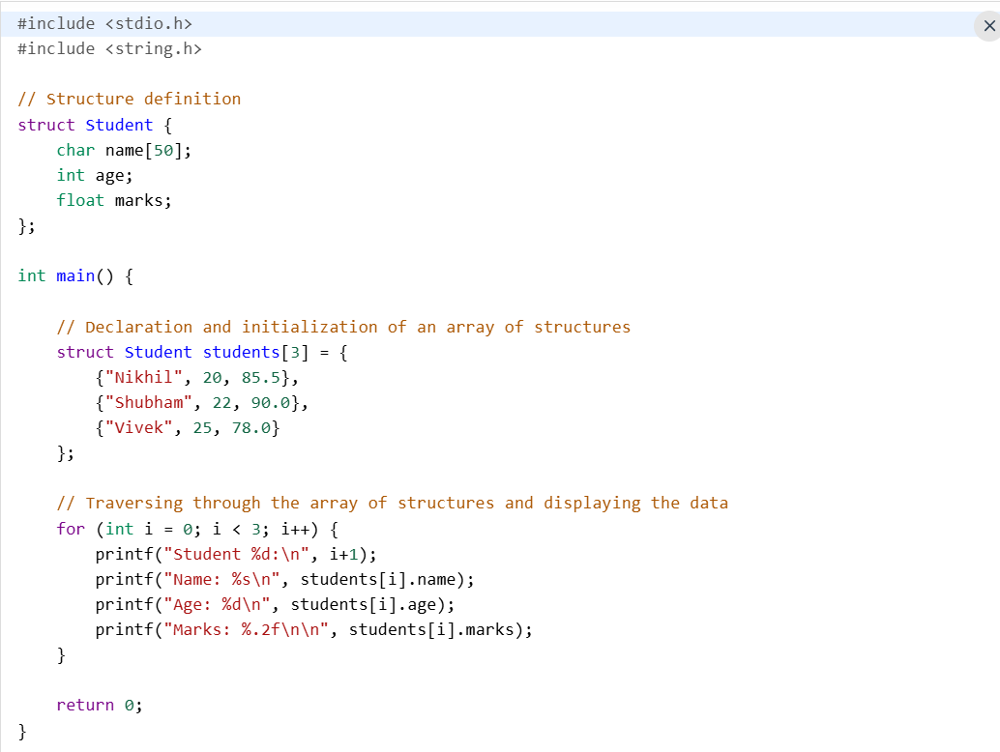 #include <stdio.h>
#include <string.h>

// Structure definition
struct Student {
    char name[50];
    int age;
    float marks;
};

int main() {

    // Declaration and initialization of an array of structures
    struct Student students[3] = {
        {"Nikhil", 20, 85.5},
        {"Shubham", 22, 90.0},
        {"Vivek", 25, 78.0}
    };

    // Traversing through the array of structures and displaying the data
    for (int i = 0; i < 3; i++) {
        printf("Student %d:\n", i+1);
        printf("Name: %s\n", students[i].name);
        printf("Age: %d\n", students[i].age);
        printf("Marks: %.2f\n\n", students[i].marks);
    }

    return 0;
}